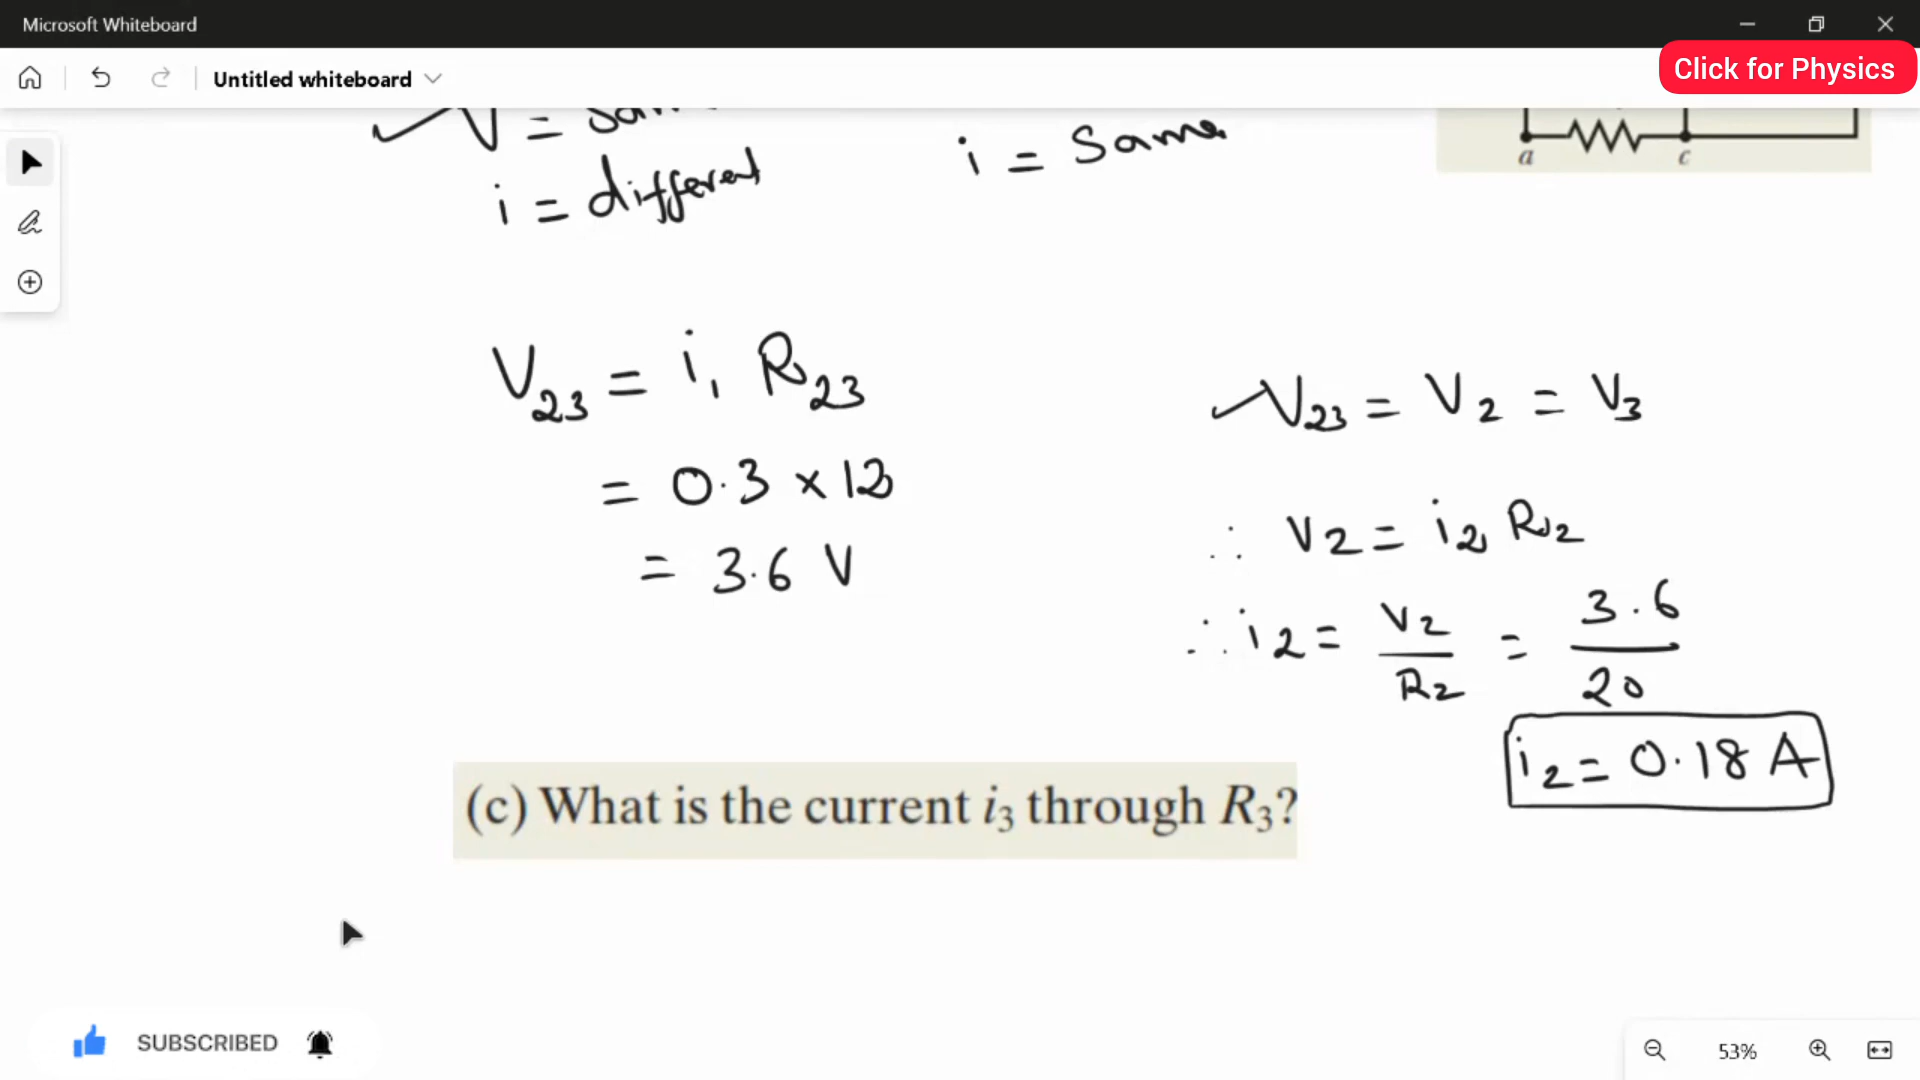 Microsoft Whiteboard
Untitled whiteboard
Click for Physics
V = Sam
i = different
i = Same
a
c
V₂₃ = i₁ R₂₃
= 0.3 × 12
= 3.6 V
V₂₃ = V₂ = V₃
∴ V₂ = i₂ R₂
∴ i₂ = V₂/R₂ = 3.6/20
i₂ = 0.18 A
(c) What is the current i₃ through R₃?
SUBSCRIBED
53%